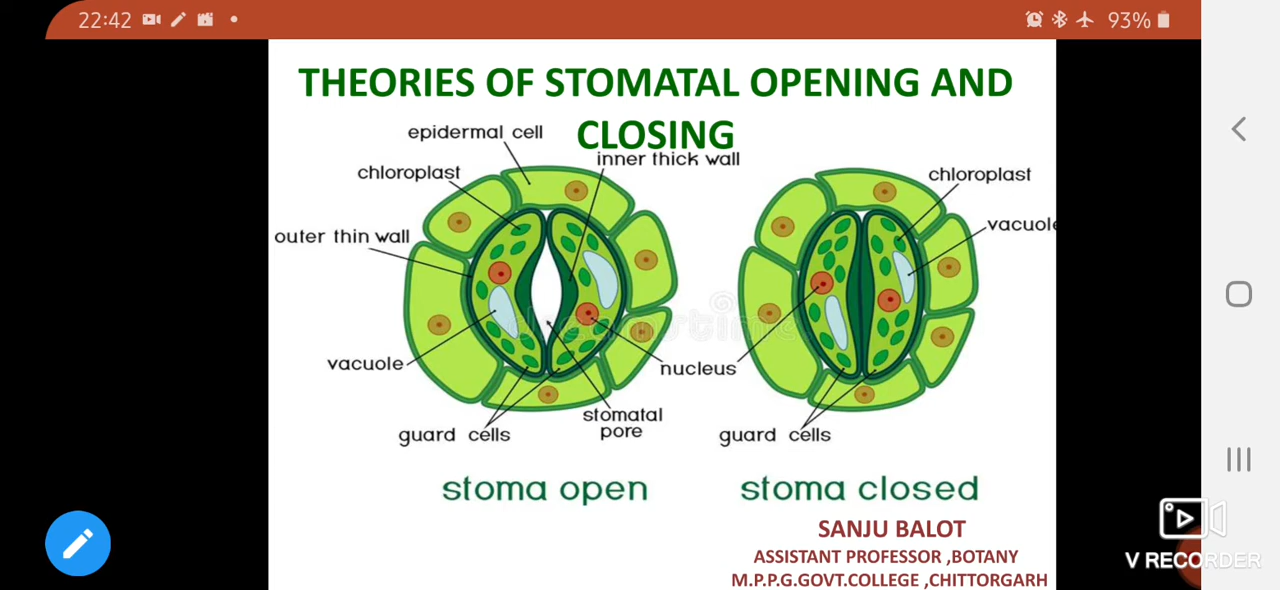 22:42
93%
THEORIES OF STOMATAL OPENING AND
CLOSING
epidermal cell
inner thick wall
chloroplast
chloroplast
vacuole
outer thin wall
vacuole
nucleus
stomatal
pore
guard cells
guard cells
stoma open
stoma closed
SANJU BALOT
ASSISTANT PROFESSOR ,BOTANY
M.P.P.G.GOVT.COLLEGE ,CHITTORGARH
V RECORDER